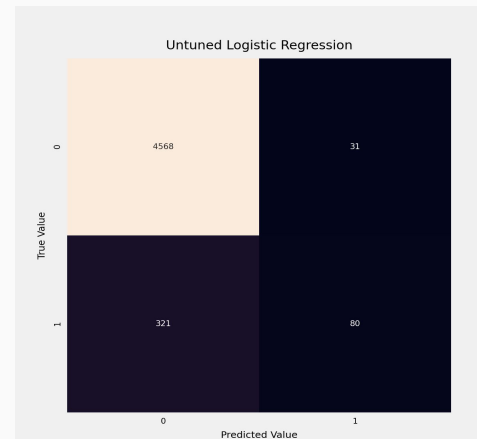 Untuned Logistic Regression
0
4568
31
True Value
1
321
80
0
1
Predicted Value